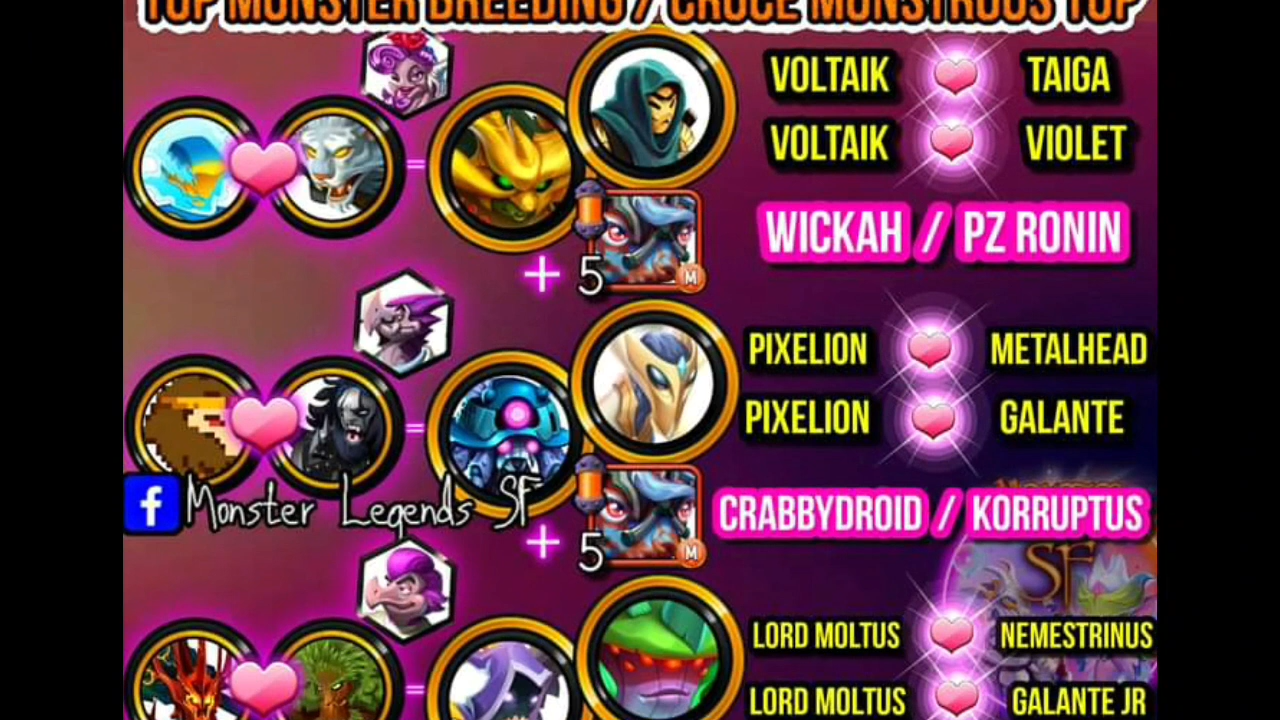 TOP MONSTER BREEDING / CRUCE MONSTRUOS TOP
VOLTAIK TAIGA
VOLTAIK VIOLET
WICKAH / PZ RONIN
+ 5 M
PIXELION METALHEAD
PIXELION GALANTE
f Monster Legends SF
CRABBYDROID / KORRUPTUS
+ 5 M
SF
LORD MOLTUS NEMESTRINUS
LORD MOLTUS GALANTE JR